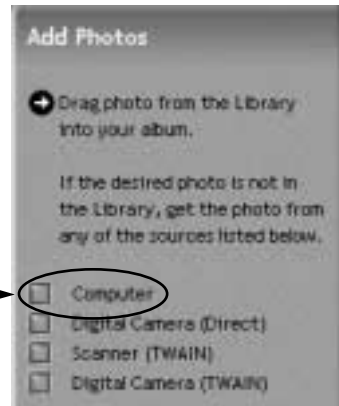 Add Photos
Drag photo from the Library
into your album.
If the desired photo is not in
the Library, get the photo from
any of the sources listed below.
Computer
Digital Camera (Direct)
Scanner (TWAIN)
Digital Camera (TWAIN)